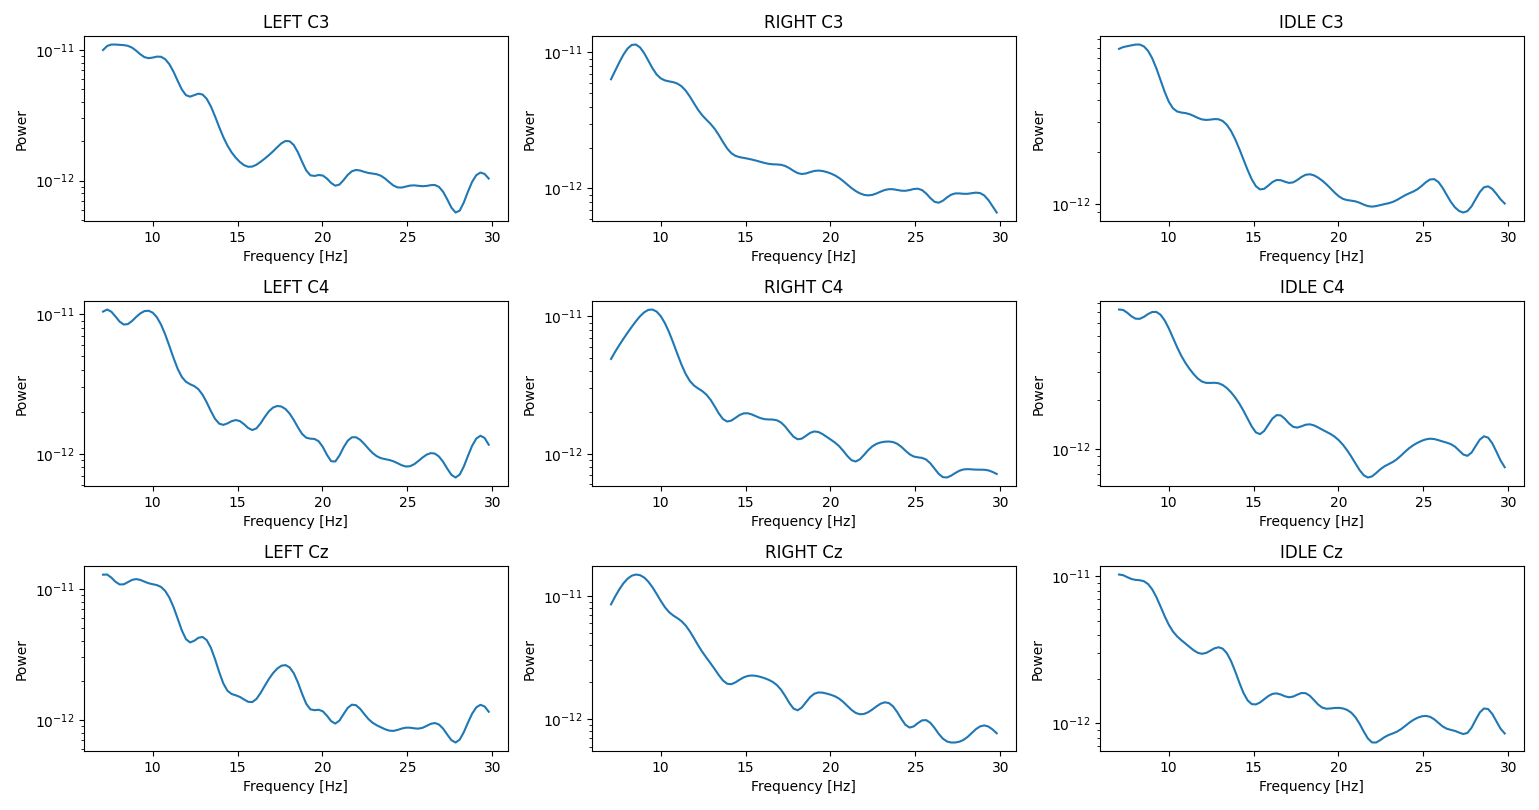 LEFT C3
RIGHT C3
IDLE C3
Power
10⁻¹¹
10⁻¹²
10 15 20 25 30
Frequency [Hz]
Power
10⁻¹¹
10⁻¹²
10 15 20 25 30
Frequency [Hz]
Power
10⁻¹²
10 15 20 25 30
Frequency [Hz]
LEFT C4
RIGHT C4
IDLE C4
Power
10⁻¹¹
10⁻¹²
10 15 20 25 30
Frequency [Hz]
Power
10⁻¹¹
10⁻¹²
10 15 20 25 30
Frequency [Hz]
Power
10⁻¹²
10 15 20 25 30
Frequency [Hz]
LEFT Cz
RIGHT Cz
IDLE Cz
Power
10⁻¹¹
10⁻¹²
10 15 20 25 30
Frequency [Hz]
Power
10⁻¹¹
10⁻¹²
10 15 20 25 30
Frequency [Hz]
Power
10⁻¹¹
10⁻¹²
10 15 20 25 30
Frequency [Hz]